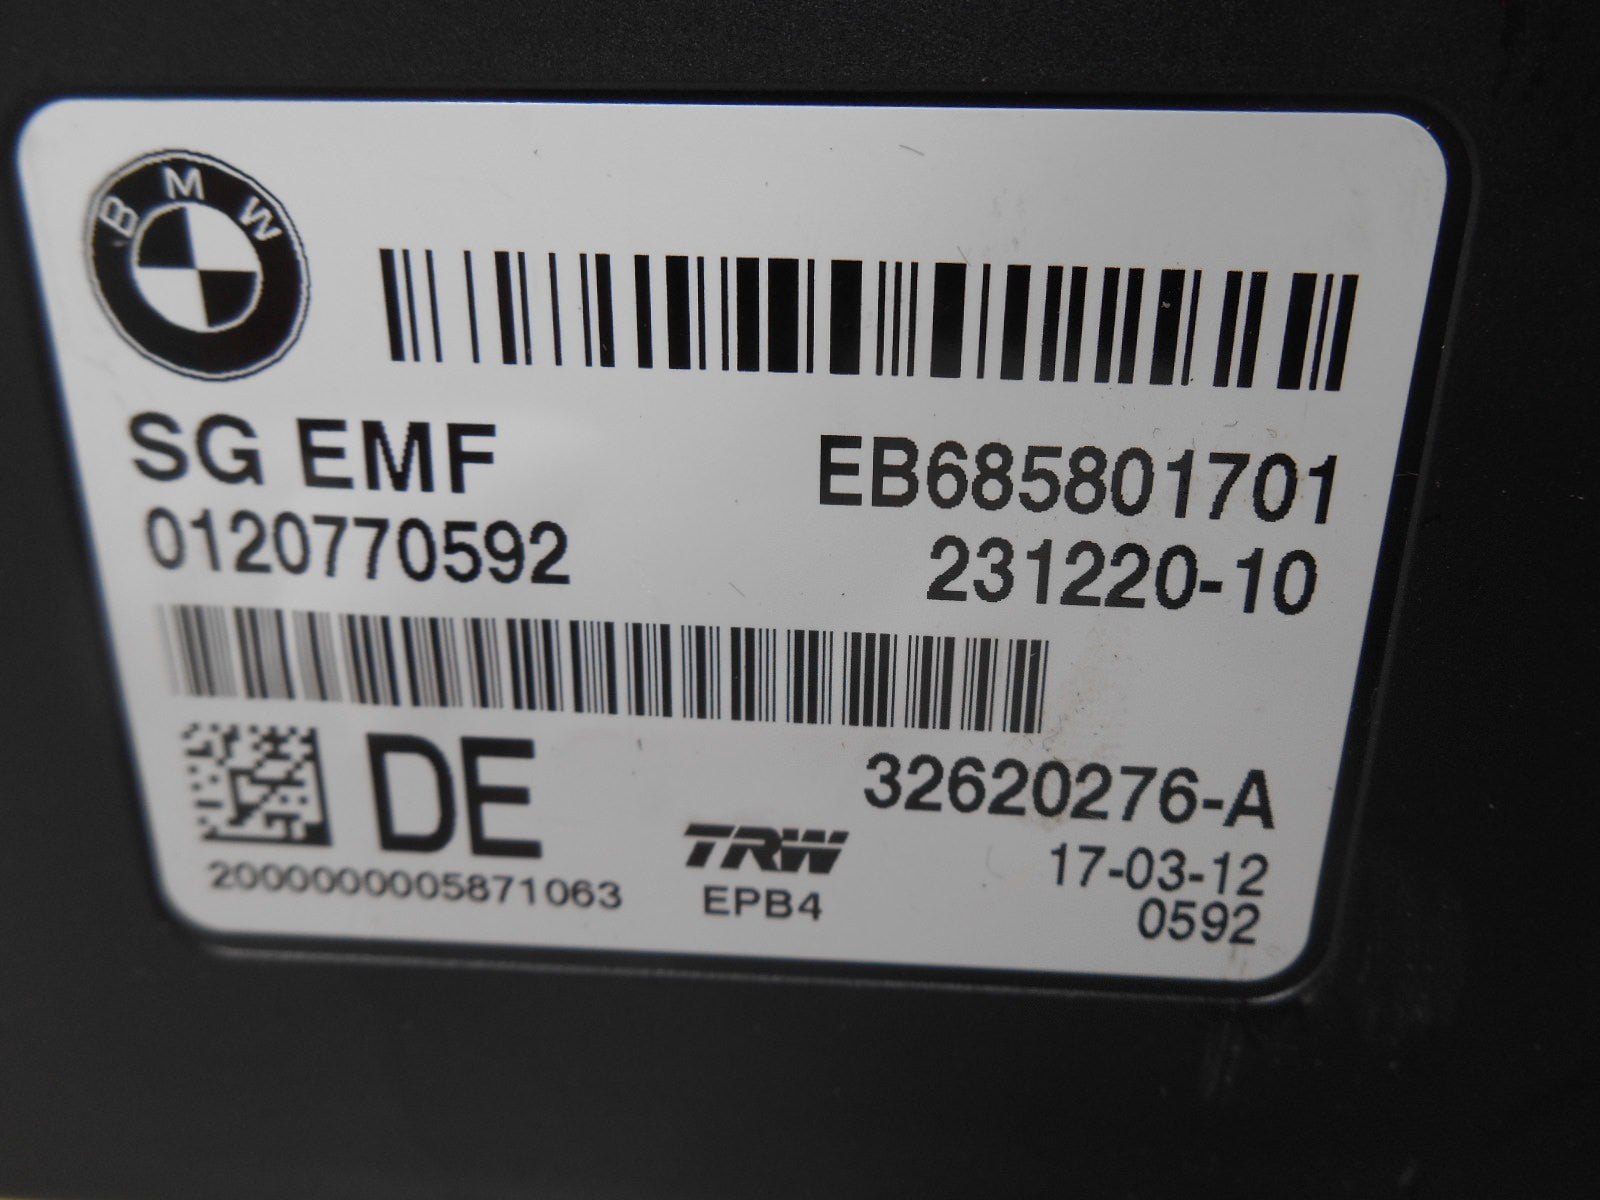 BMW
SG EMF
EB685801701
0120770592
231220-10
DE
32620276-A
TRW
17-03-12
2000000005871063
EPB4
0592